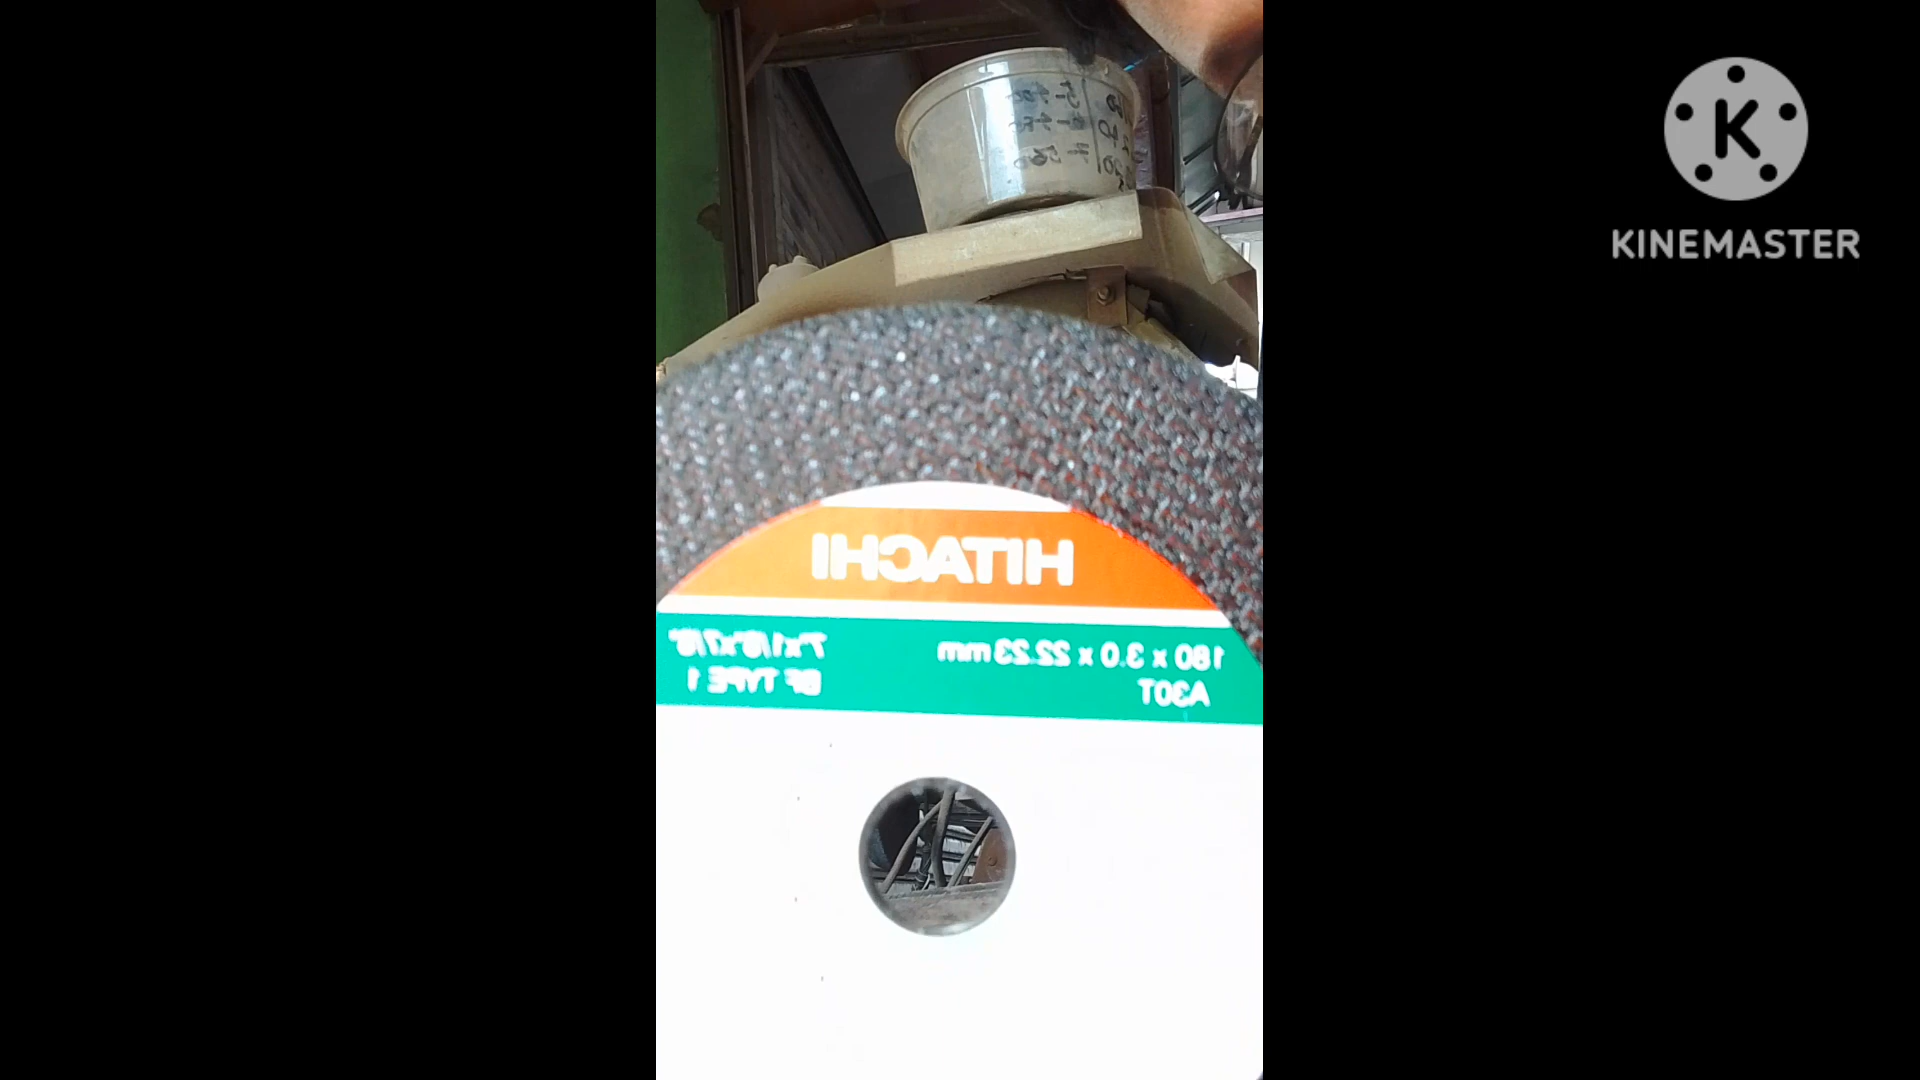 K
KINEMASTER
HITACHI
180 x 3.0 x 22.23 mm
7"x1/8"x7/8"
A30T
BF TYPE 1